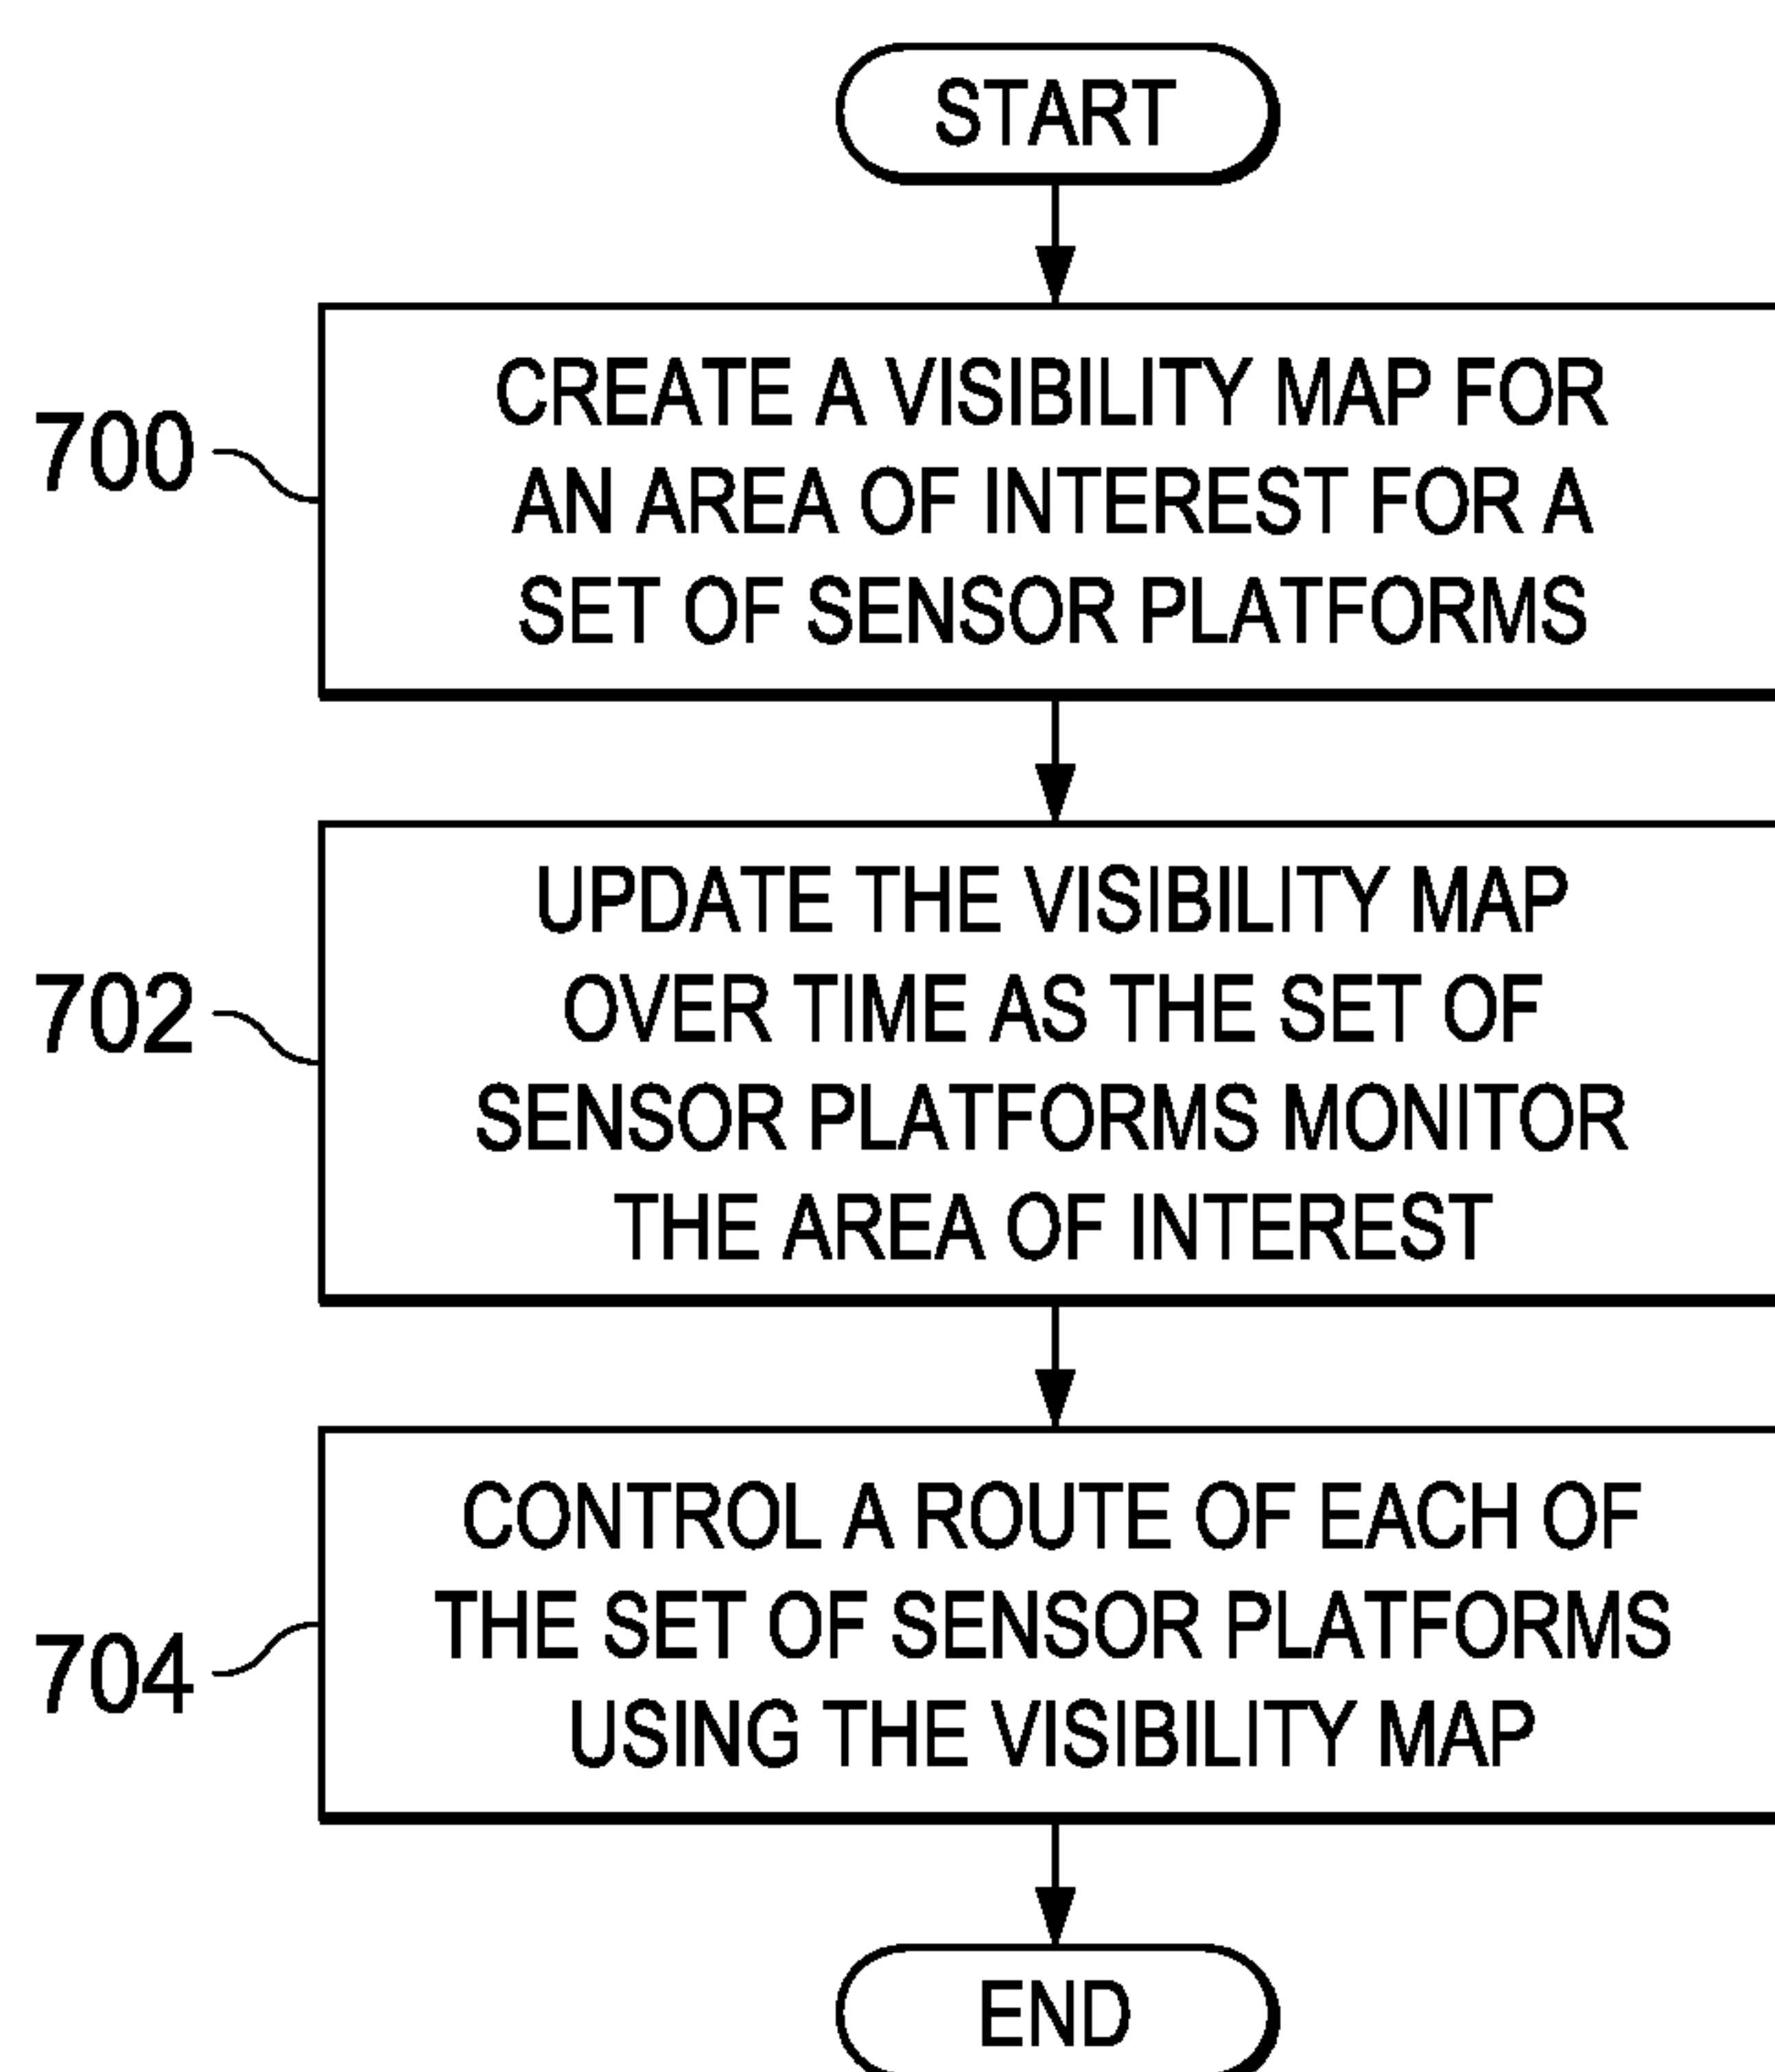 START
700
CREATE A VISIBILITY MAP FOR
AN AREA OF INTEREST FOR A
SET OF SENSOR PLATFORMS
702
UPDATE THE VISIBILITY MAP
OVER TIME AS THE SET OF
SENSOR PLATFORMS MONITOR
THE AREA OF INTEREST
704
CONTROL A ROUTE OF EACH OF
THE SET OF SENSOR PLATFORMS
USING THE VISIBILITY MAP
END